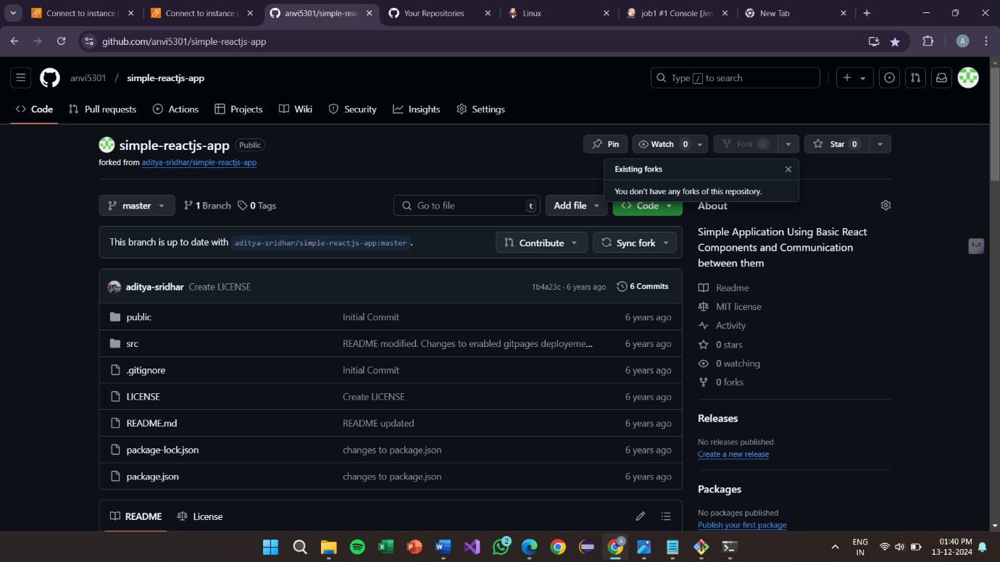 Connect to instance
Connect to instance
anvi5301/simple-reac
Your Repositories
Linux
job1 #1 Console [Jen
New Tab
github.com/anvi5301/simple-reactjs-app
A
anvi5301 / simple-reactjs-app
Type / to search
Code
Pull requests
Actions
Projects
Wiki
Security
Insights
Settings
simple-reactjs-app Public
Pin
Watch 0
Fork 0
Star 0
forked from aditya-sridhar/simple-reactjs-app
Existing forks
You don't have any forks of this repository.
master
1 Branch
0 Tags
Go to file
t
Add file
Code
About
This branch is up to date with aditya-sridhar/simple-reactjs-app:master .
Contribute
Sync fork
Simple Application Using Basic React
Components and Communication
between them
aditya-sridhar Create LICENSE
1b4a23c · 6 years ago
6 Commits
public Initial Commit 6 years ago
src README modified. Changes to enabled gitpages deployeme... 6 years ago
.gitignore Initial Commit 6 years ago
LICENSE Create LICENSE 6 years ago
README.md README updated 6 years ago
package-lock.json changes to package.json 6 years ago
package.json changes to package.json 6 years ago
README
License
Readme
MIT license
Activity
0 stars
0 watching
0 forks
Releases
No releases published
Create a new release
Packages
No packages published
Publish your first package
2
A
ENG
IN
01:40 PM
13-12-2024